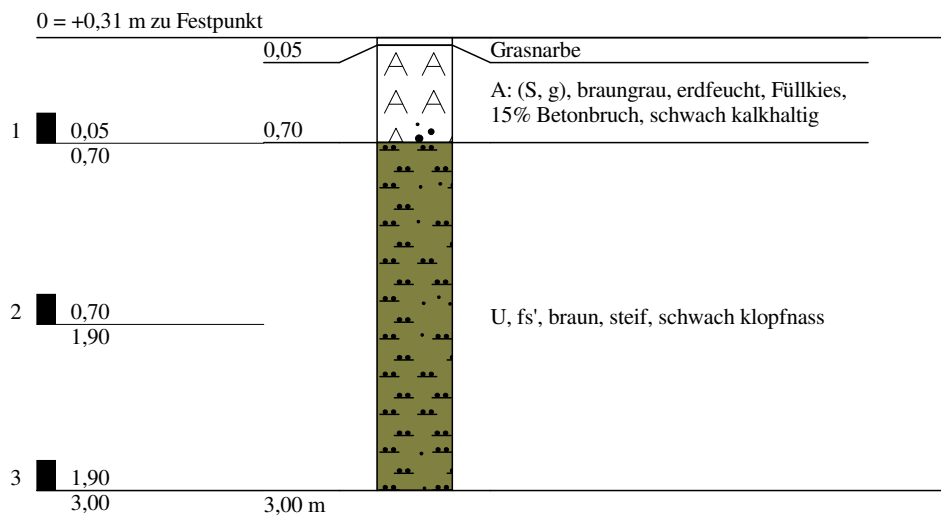 0 = +0,31 m zu Festpunkt
0,05 Grasnarbe
A A
A: (S, g), braungrau, erdfeucht, Füllkies,
A A
15% Betonbruch, schwach kalkhaltig
1 0,05 0,70
A
0,70
2 0,70
U, fs', braun, steif, schwach klopfnass
1,90
3 1,90
3,00 3,00 m